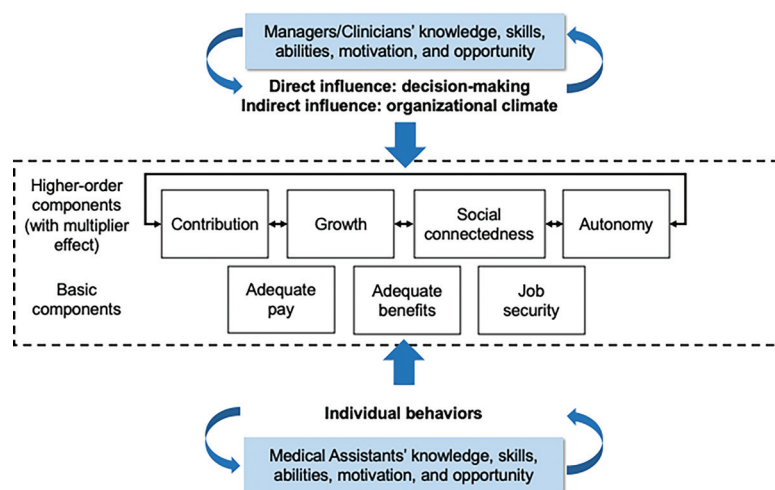 Managers/Clinicians' knowledge, skills,
abilities, motivation, and opportunity
Direct influence: decision-making
Indirect influence: organizational climate
Higher-order
components
(with multiplier
effect)
Contribution
Growth
Social
connectedness
Autonomy
Basic
components
Adequate
pay
Adequate
benefits
Job
security
Individual behaviors
Medical Assistants' knowledge, skills,
abilities, motivation, and opportunity